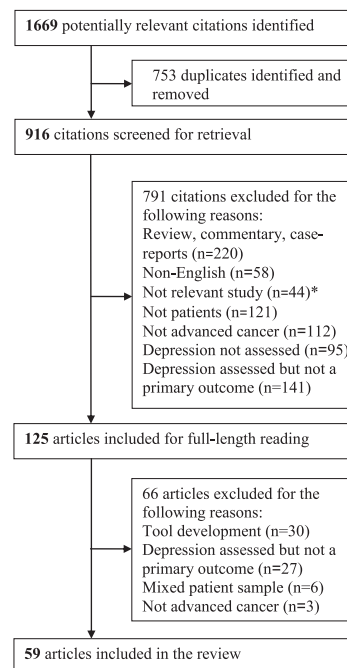 1669 potentially relevant citations identified
753 duplicates identified and
removed
916 citations screened for retrieval
791 citations excluded for the
following reasons:
Review, commentary, case-
reports (n=220)
Non-English (n=58)
Not relevant study (n=44)*
Not patients (n=121)
Not advanced cancer (n=112)
Depression not assessed (n=95)
Depression assessed but not a
primary outcome (n=141)
125 articles included for full-length reading
66 articles excluded for the
following reasons:
Tool development (n=30)
Depression assessed but not a
primary outcome (n=27)
Mixed patient sample (n=6)
Not advanced cancer (n=3)
59 articles included in the review